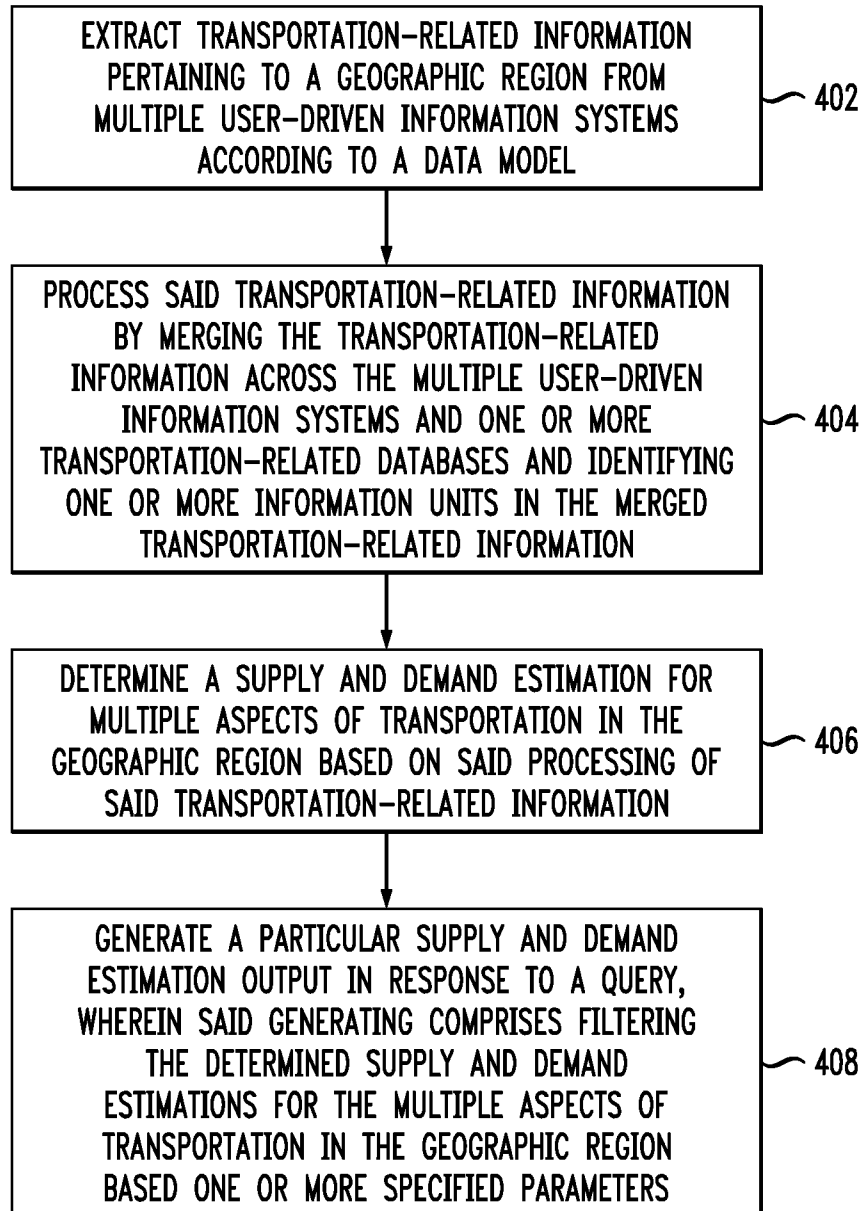 EXTRACT TRANSPORTATION-RELATED INFORMATION
PERTAINING TO A GEOGRAPHIC REGION FROM
MULTIPLE USER-DRIVEN INFORMATION SYSTEMS
ACCORDING TO A DATA MODEL
402
PROCESS SAID TRANSPORTATION-RELATED INFORMATION
BY MERGING THE TRANSPORTATION-RELATED
INFORMATION ACROSS THE MULTIPLE USER-DRIVEN
INFORMATION SYSTEMS AND ONE OR MORE
TRANSPORTATION-RELATED DATABASES AND IDENTIFYING
ONE OR MORE INFORMATION UNITS IN THE MERGED
TRANSPORTATION-RELATED INFORMATION
404
DETERMINE A SUPPLY AND DEMAND ESTIMATION FOR
MULTIPLE ASPECTS OF TRANSPORTATION IN THE
GEOGRAPHIC REGION BASED ON SAID PROCESSING OF
SAID TRANSPORTATION-RELATED INFORMATION
406
GENERATE A PARTICULAR SUPPLY AND DEMAND
ESTIMATION OUTPUT IN RESPONSE TO A QUERY,
WHEREIN SAID GENERATING COMPRISES FILTERING
THE DETERMINED SUPPLY AND DEMAND
ESTIMATIONS FOR THE MULTIPLE ASPECTS OF
TRANSPORTATION IN THE GEOGRAPHIC REGION
BASED ONE OR MORE SPECIFIED PARAMETERS
408